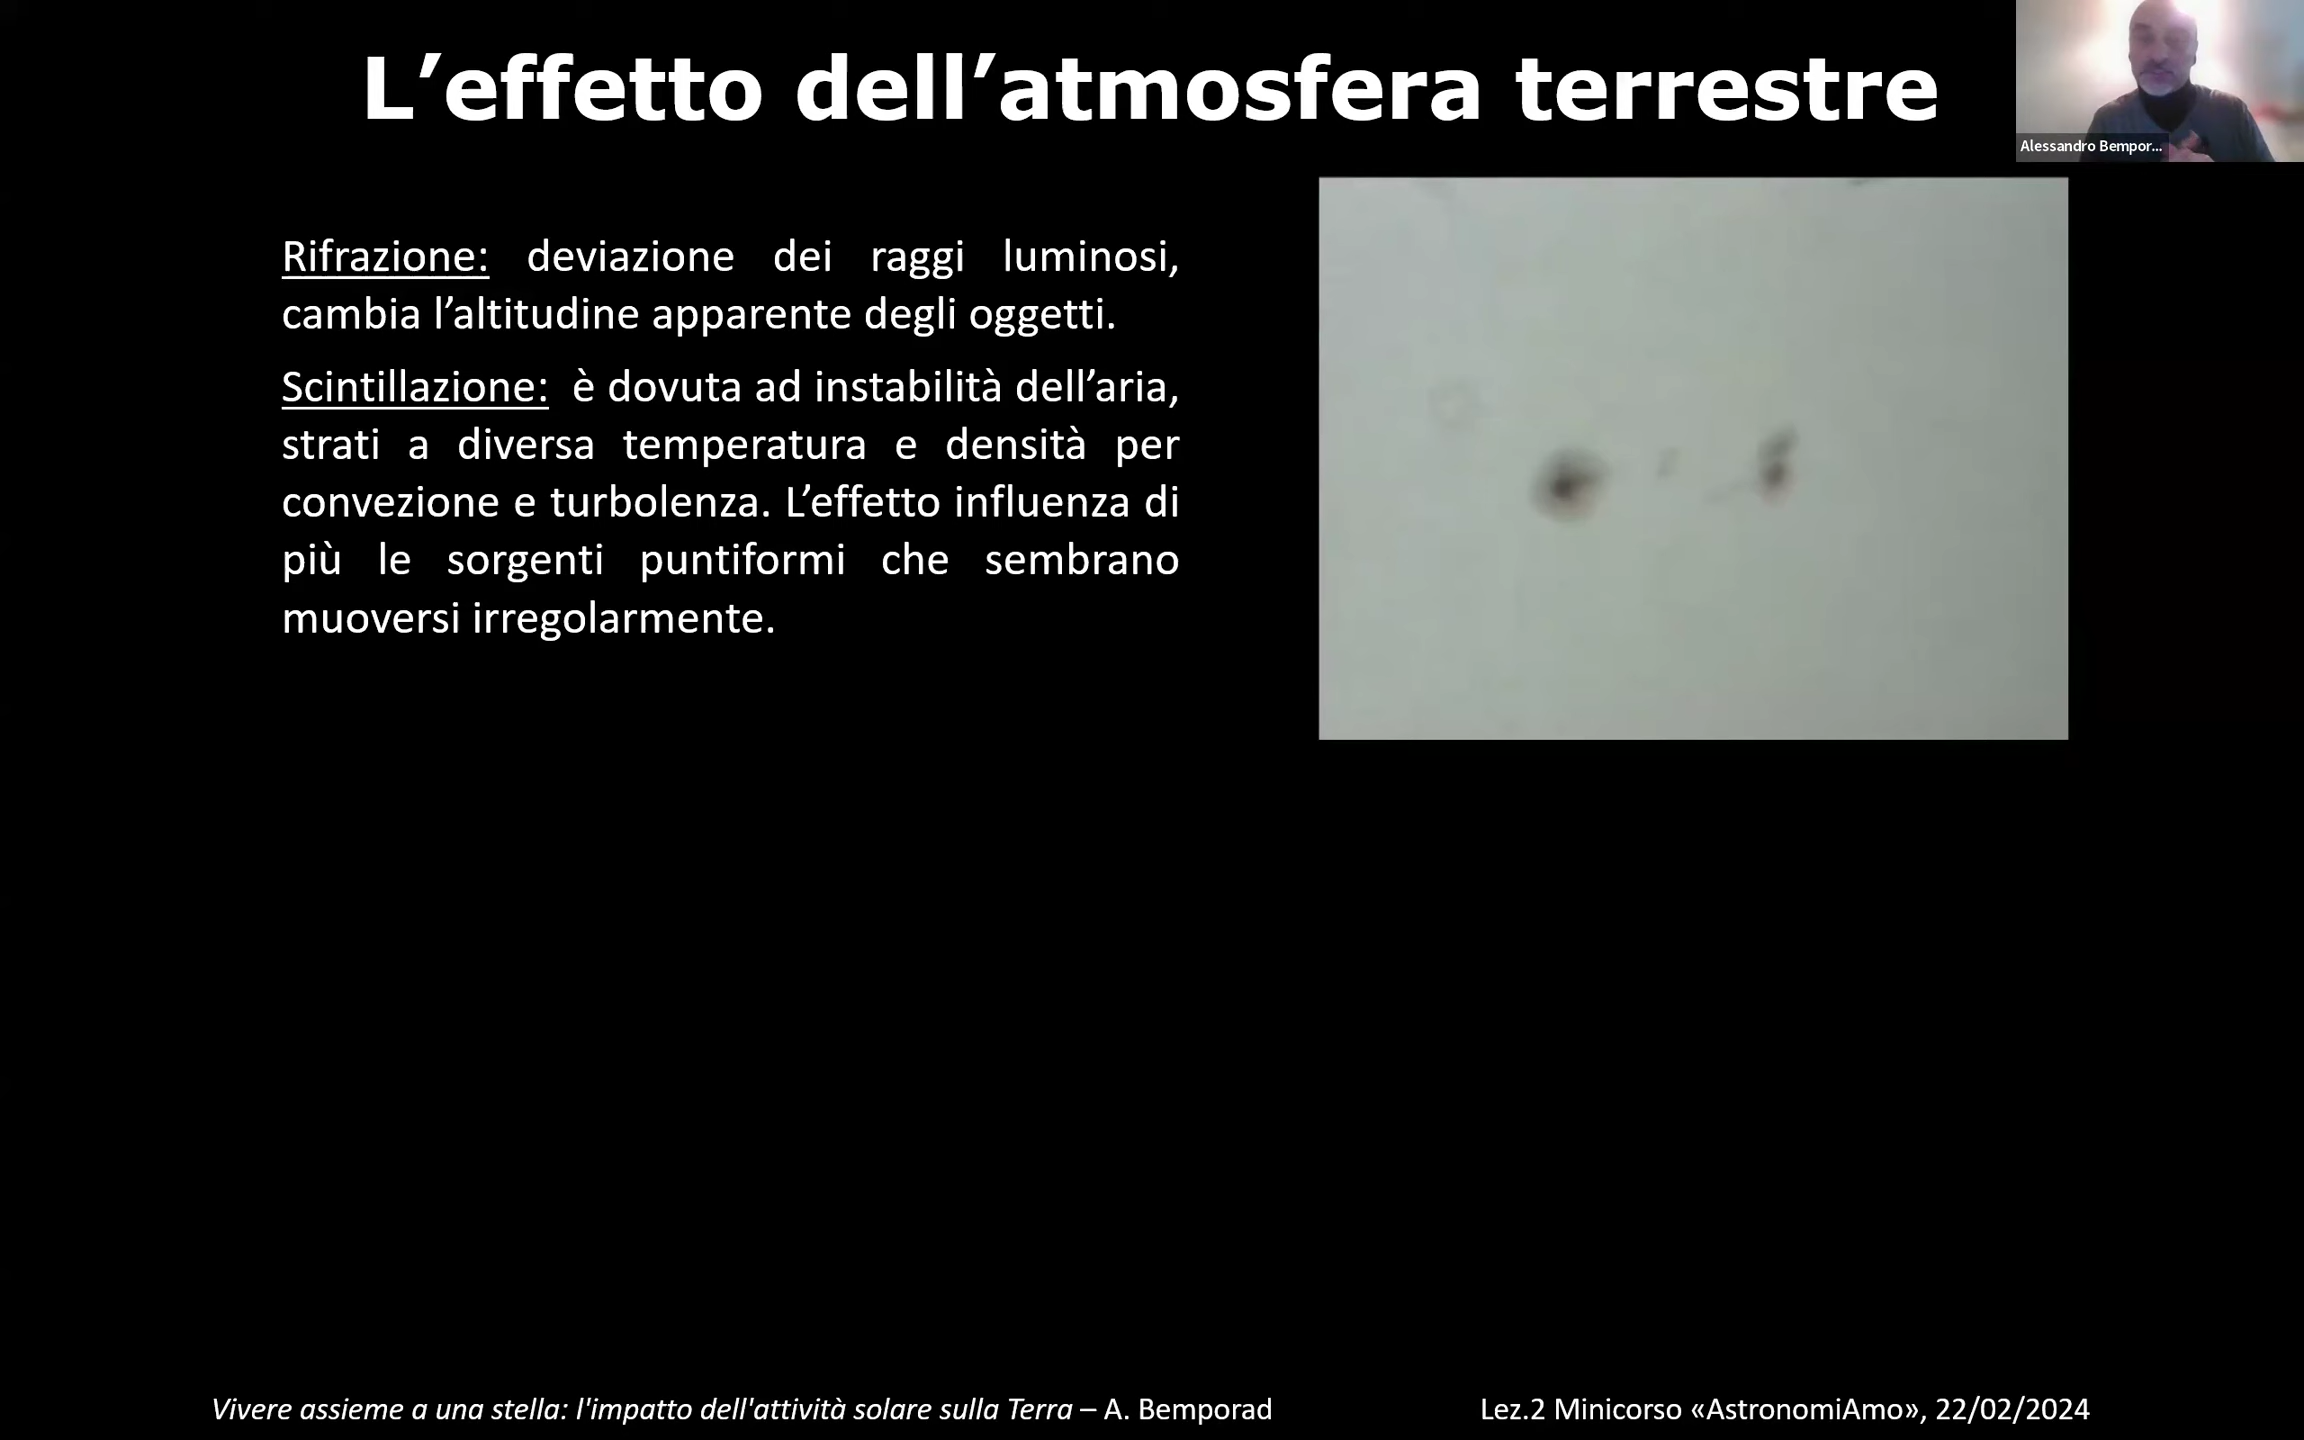 L’effetto dell’atmosfera terrestre
Alessandro Bempor...
Rifrazione: deviazione dei raggi luminosi,
cambia l’altitudine apparente degli oggetti.
Scintillazione: è dovuta ad instabilità dell’aria,
strati a diversa temperatura e densità per
convezione e turbolenza. L’effetto influenza di
più le sorgenti puntiformi che sembrano
muoversi irregolarmente.
Vivere assieme a una stella: l'impatto dell'attività solare sulla Terra – A. Bemporad
Lez.2 Minicorso «AstronomiAmo», 22/02/2024